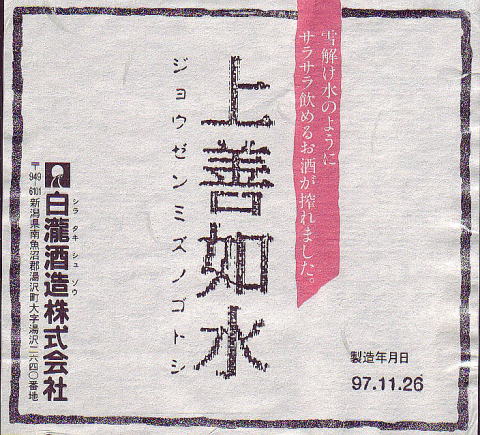 雪解け水のように
サラサラ飲めるお酒が搾れました。
上善如水
ジョウゼンミズノゴトシ
製造年月日
97.11.26
シラタキシュゾウ
白瀧酒造株式会社
〒949-6101 新潟県南魚沼郡湯沢町大字湯沢二六四〇番地